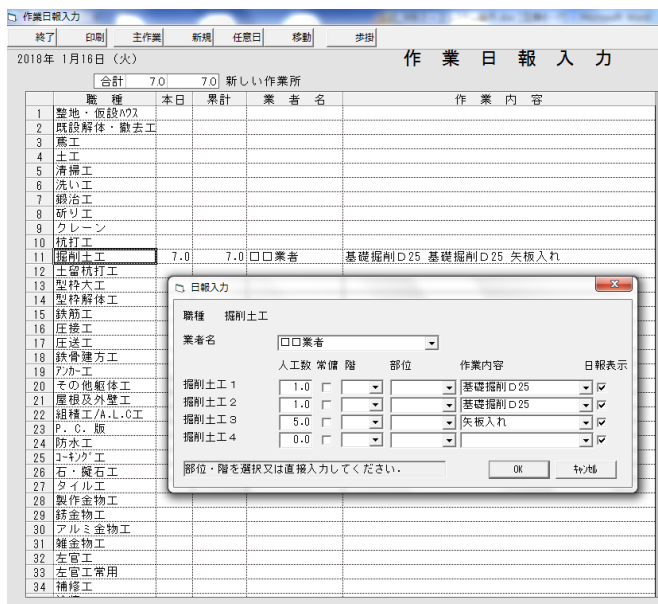 作業日報入力
終了 印刷 主作業 新規 任意日 移動 歩掛
2018年 1月16日 (火) 作 業 日 報 入 力
合計 7.0 7.0 新しい作業所
職 種 本日 累計 業 者 名 作 業 内 容
1 整地・仮設ﾊｳｽ
2 既設解体・撤去工
3 鳶工
4 土工
5 清掃工
6 洗い工
7 鍛冶工
8 斫り工
9 クレーン
10 杭打工
11 掘削土工 7.0 7.0 口口業者 基礎掘削D25 基礎掘削D25 矢板入れ
12 土留杭打工
13 型枠大工
14 型枠解体工
15 鉄筋工
16 圧接工
17 圧送工
18 鉄骨建方工
19 ｱﾝｶｰ工
20 その他躯体工
21 屋根及外壁工
22 組積工/A.L.C工
23 P. C. 版
24 防水工
25 ｺｰｷﾝｸﾞ工
26 石・擬石工
27 タイル工
28 製作金物工
29 錺金物工
30 アルミ金物工
31 雑金物工
32 左官工
33 左官工常用
34 補修工
日報入力
職種 掘削土工
業者名 口口業者
人工数 常傭 階 部位 作業内容 日報表示
掘削土工1 1.0 基礎掘削D25
掘削土工2 1.0 基礎掘削D25
掘削土工3 5.0 矢板入れ
掘削土工4 0.0
部位・階を選択又は直接入力してください. OK ｷｬﾝｾﾙ